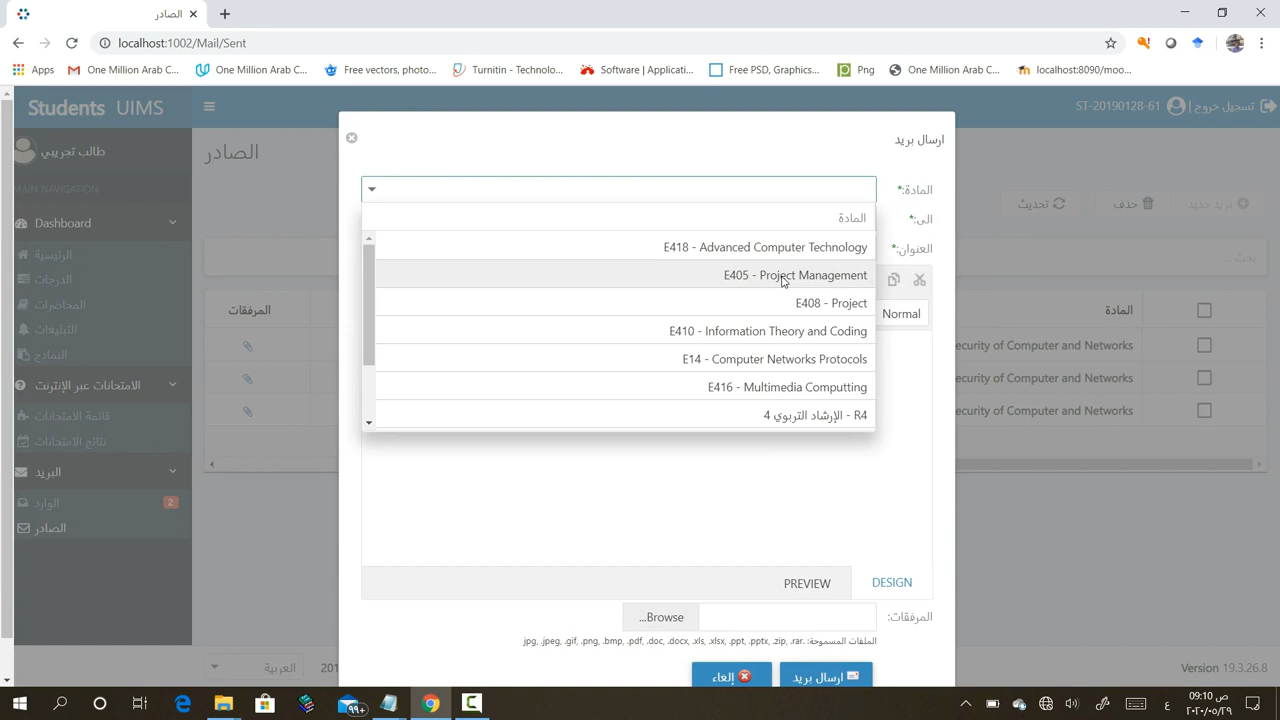 الصادر
localhost:1002/Mail/Sent
Apps
One Million Arab C...
One Million Arab C...
Free vectors, photo...
Turnitin - Technolo...
Software | Applicati...
Free PSD, Graphics...
Png
One Million Arab C...
localhost:8090/moo...
Students UIMS
ST-20190128-61
تسجيل خروج |
طالب تجريبي
MAIN NAVIGATION
Dashboard
الرئيسية
الدرجات
المحاضرات
التبليغات
النماذج
الامتحانات عبر الإنترنت
قائمة الامتحانات
نتائج الامتحانات
البريد
الوارد
2
الصادر
الصادر
بريد جديد
حذف
تحديث
بحث ...
المادة
المرفقات
ecurity of Computer and Networks
ecurity of Computer and Networks
ecurity of Computer and Networks
ارسال بريد
المادة:*
الى:*
العنوان:*
المادة
E418 - Advanced Computer Technology
E405 - Project Management
E408 - Project
E410 - Information Theory and Coding
E14 - Computer Networks Protocols
E416 - Multimedia Computting
R4 - الإرشاد التربوي 4
Normal
DESIGN
PREVIEW
المرفقات:
Browse...
الملفات المسموحة: .jpg, .jpeg, .gif, .png, .bmp, .pdf, .doc, .docx, .xls, .xlsx, .ppt, .pptx, .zip, .rar
ارسال بريد
إلغاء
العربية
201
Version 19.3.26.8
99+
09:10 ص